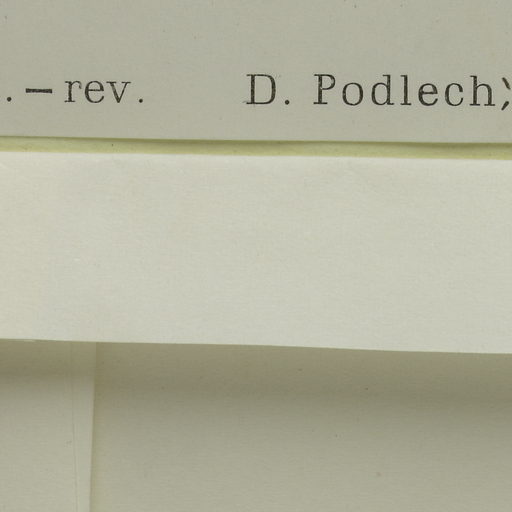 . – rev. D. Podlech